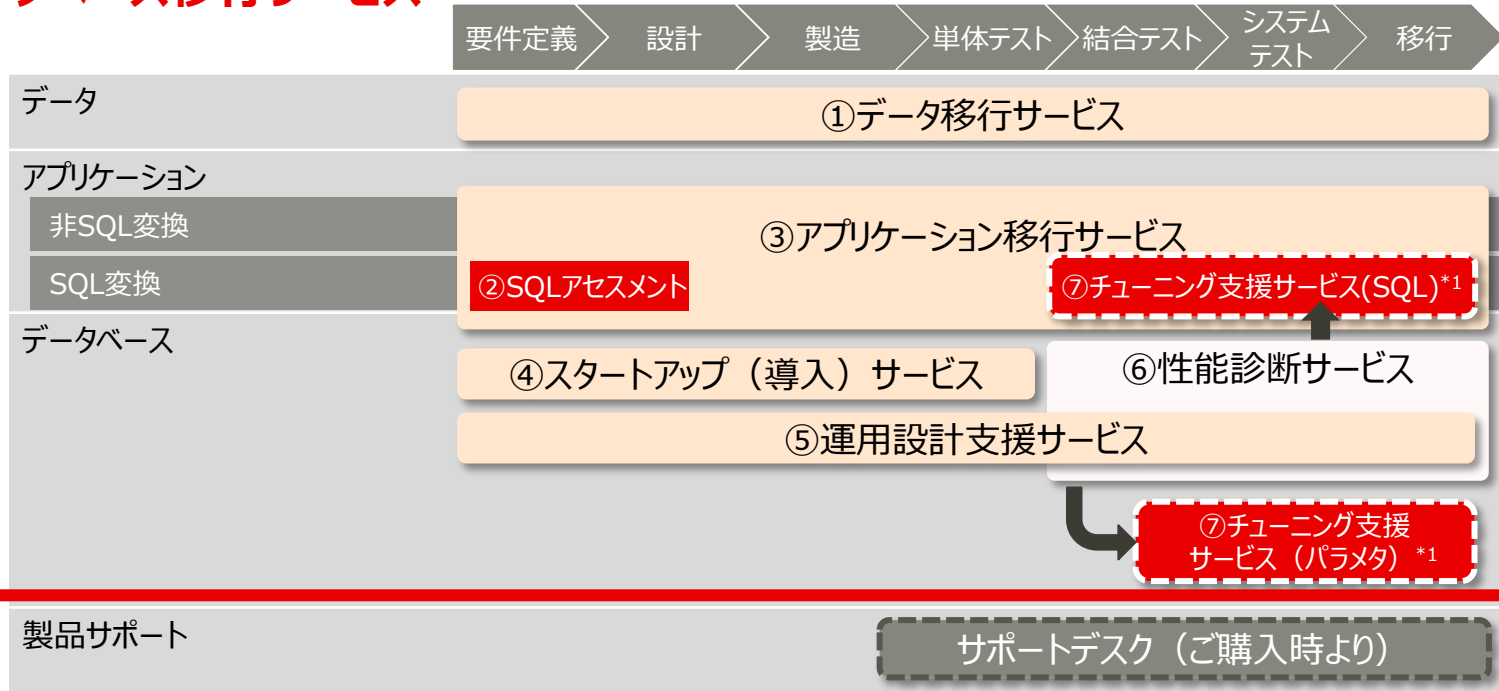 要件定義
設計
製造
単体テスト
結合テスト
システム
テスト
移行
データ
①データ移行サービス
アプリケーション
非SQL変換
③アプリケーション移行サービス
SQL変換
②SQLアセスメント
⑦チューニング支援サービス(SQL)*1
データベース
④スタートアップ（導入）サービス
⑥性能診断サービス
⑤運用設計支援サービス
⑦チューニング支援
サービス（パラメタ）*1
製品サポート
サポートデスク（ご購入時より）